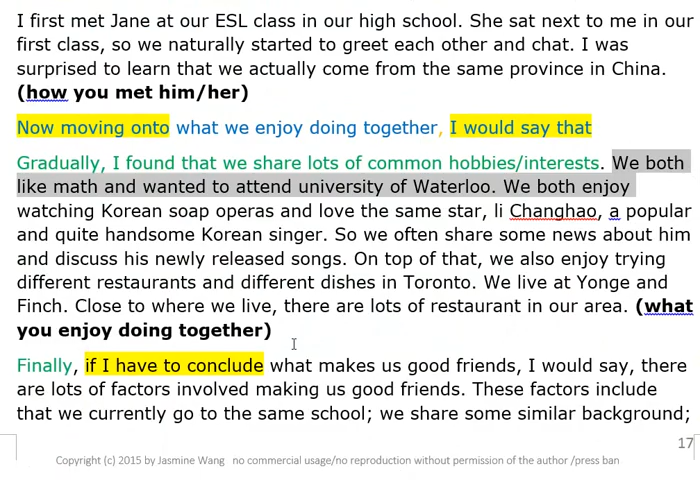 I first met Jane at our ESL class in our high school. She sat next to me in our
first class, so we naturally started to greet each other and chat. I was
surprised to learn that we actually come from the same province in China.
(how you met him/her)
Now moving onto what we enjoy doing together, I would say that
Gradually, I found that we share lots of common hobbies/interests. We both
like math and wanted to attend university of Waterloo. We both enjoy
watching Korean soap operas and love the same star, li Changhao, a popular
and quite handsome Korean singer. So we often share some news about him
and discuss his newly released songs. On top of that, we also enjoy trying
different restaurants and different dishes in Toronto. We live at Yonge and
Finch. Close to where we live, there are lots of restaurant in our area. (what
you enjoy doing together)
Finally, if I have to conclude what makes us good friends, I would say, there
are lots of factors involved making us good friends. These factors include
that we currently go to the same school; we share some similar background;
17
Copyright (c) 2015 by Jasmine Wang no commercial usage/no reproduction without permission of the author /press ban